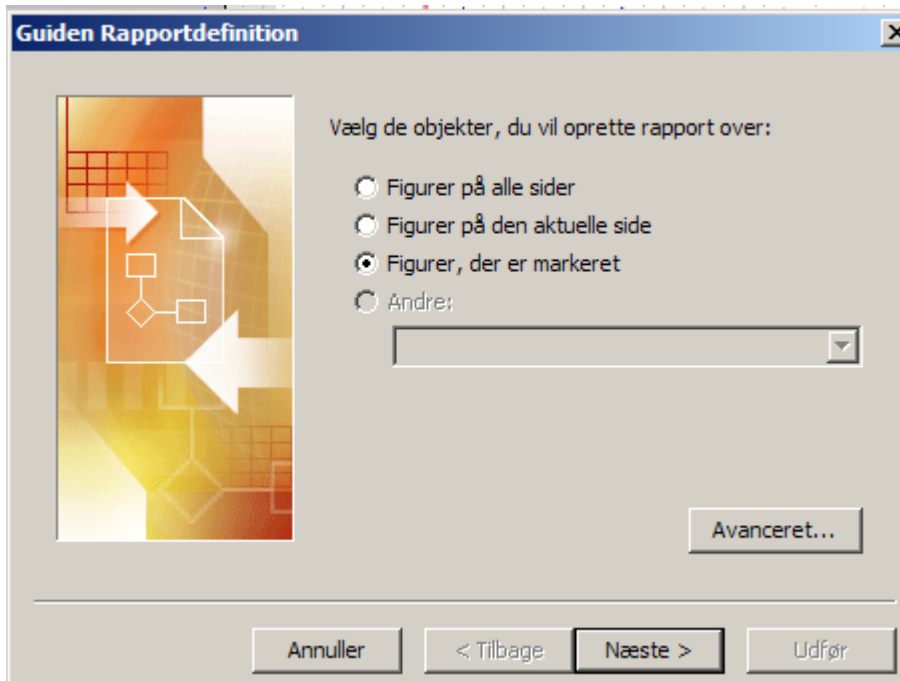 Guiden Rapportdefinition
Vælg de objekter, du vil oprette rapport over:
Figurer på alle sider
Figurer på den aktuelle side
Figurer, der er markeret
Andre:
Avanceret...
Annuller
< Tilbage
Næste >
Udfør